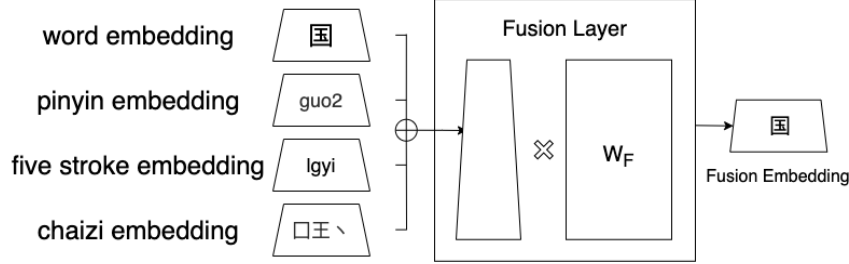 word embedding
国
pinyin embedding
guo2
five stroke embedding
lgyi
chaizi embedding
口王丶
Fusion Layer
W_F
国
Fusion Embedding